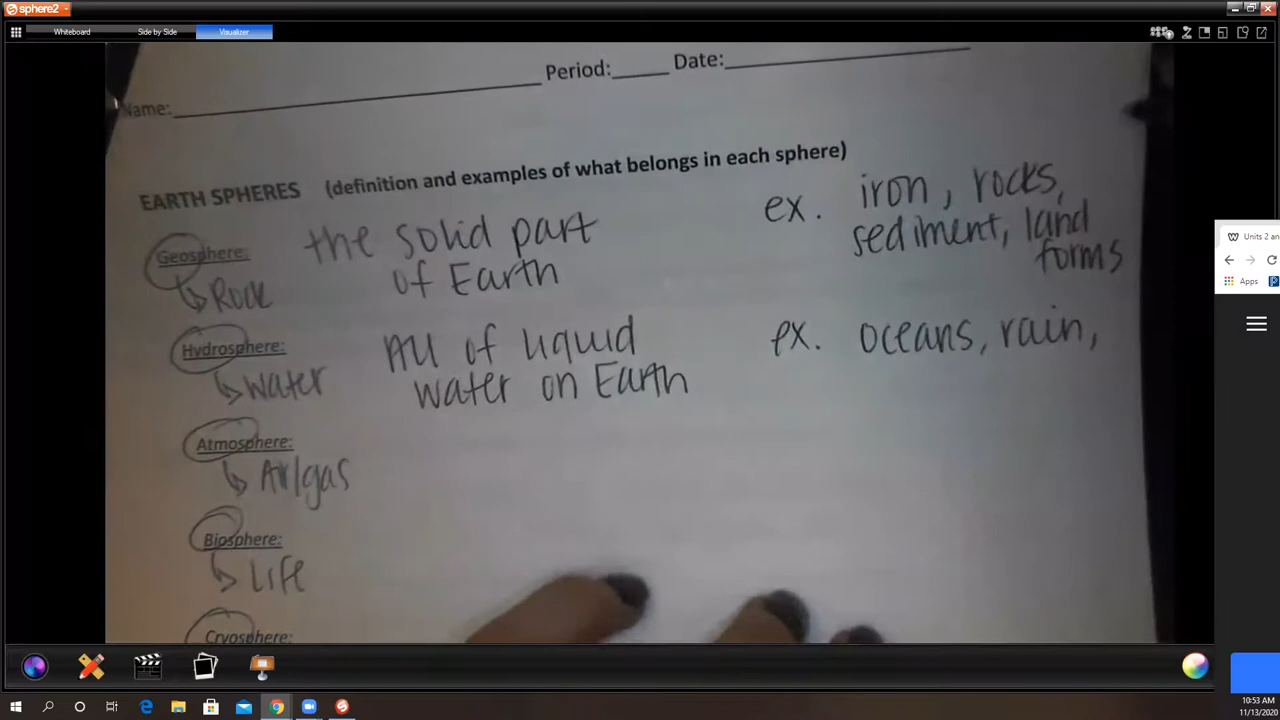 sphere2
Whiteboard
Side by Side
Visualizer
Name: Period: Date:
EARTH SPHERES (definition and examples of what belongs in each sphere)
Geosphere: the solid part
of Earth
ex. iron, rocks,
sediment, land
forms
Rock
Hydrosphere: All of liquid
water on Earth
ex. oceans, rain,
water
Atmosphere:
Air/gas
Biosphere:
Life
Cryosphere:
Units 2 an
Apps
10:53 AM
11/13/2020